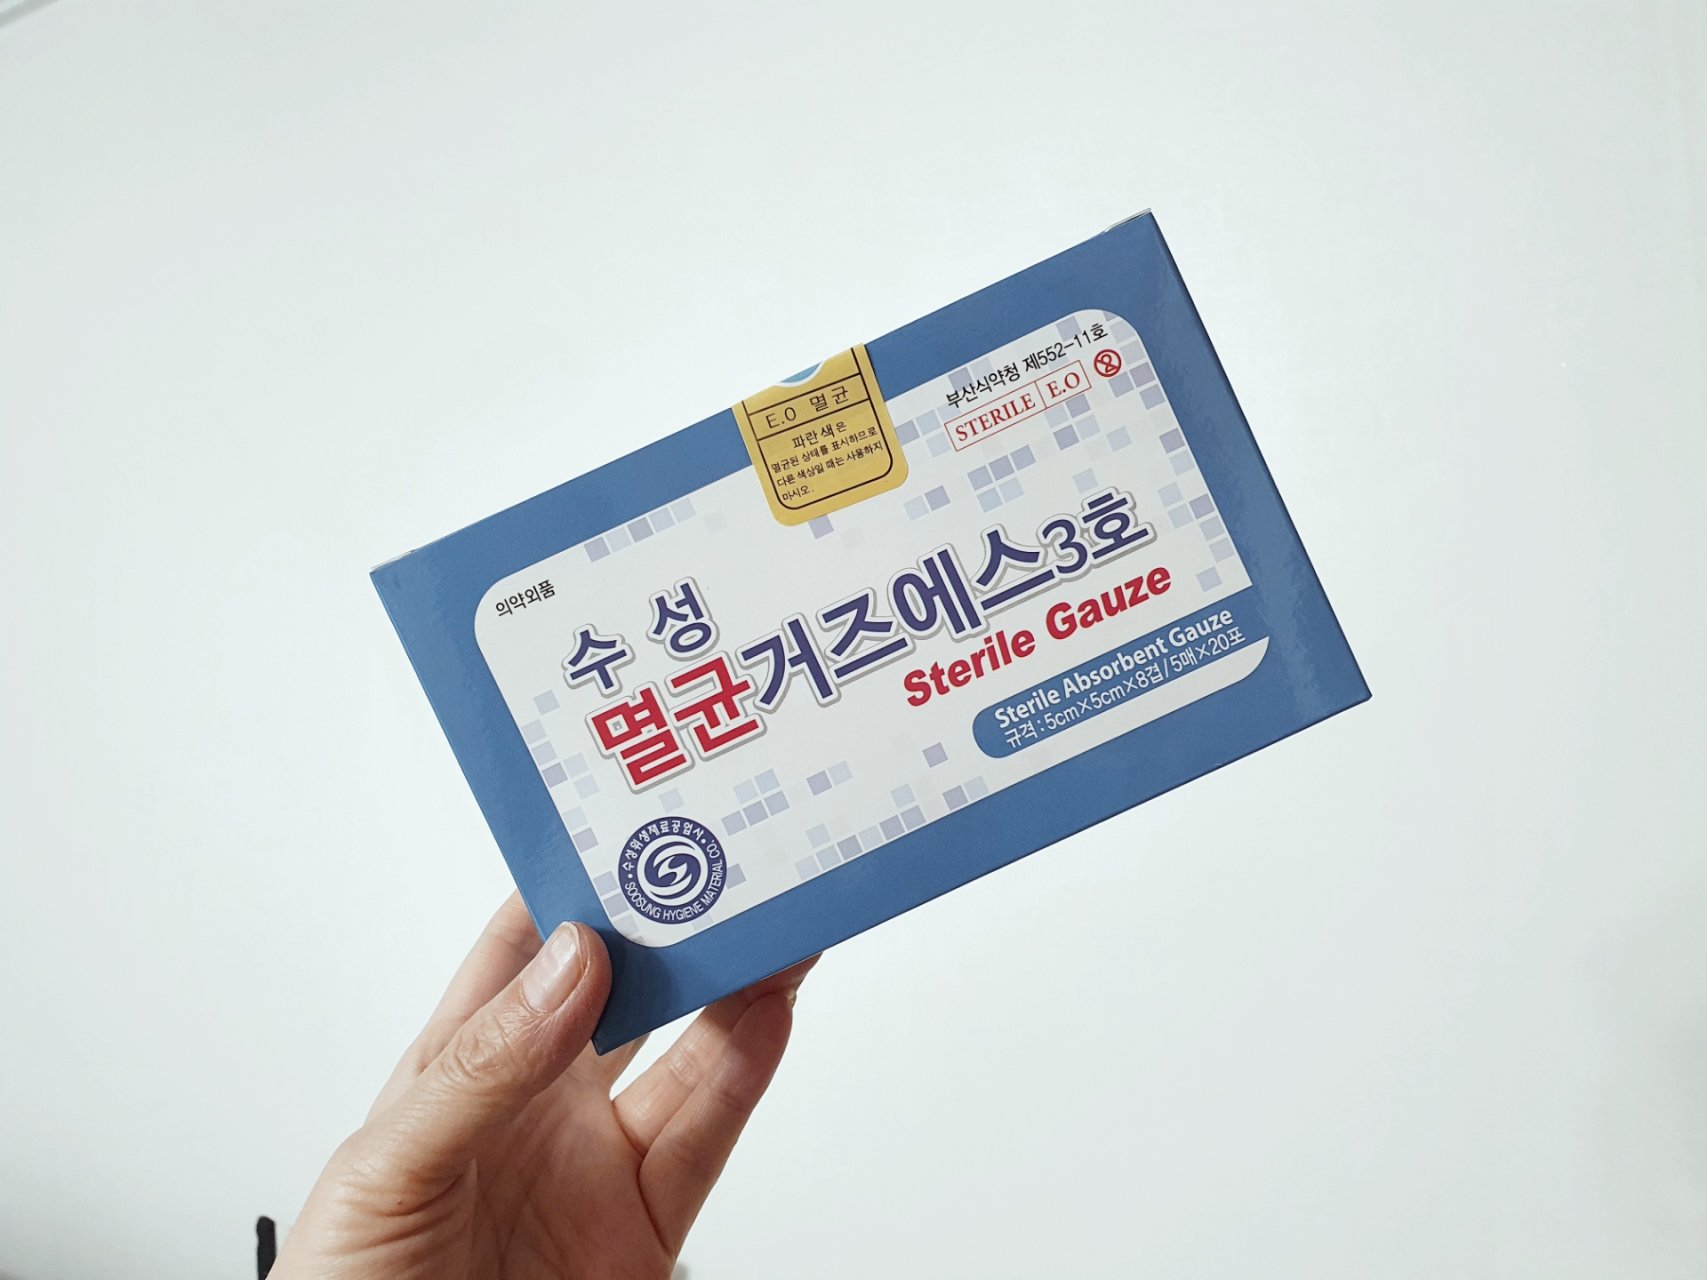 부산식약청 제552-11호
STERILE E.O
E.O 멸균
파란색은
멸균된 상태를 표시하므로
다른 색상일 때는 사용하지
마시오.
의약외품
수성
멸균거즈에스3호
Sterile Gauze
Sterile Absorbent Gauze
규격 : 5cm×5cm×8겹/5매×20포
수성위생재료공업사
SOOSUNG HYGIENE MATERIAL CO.